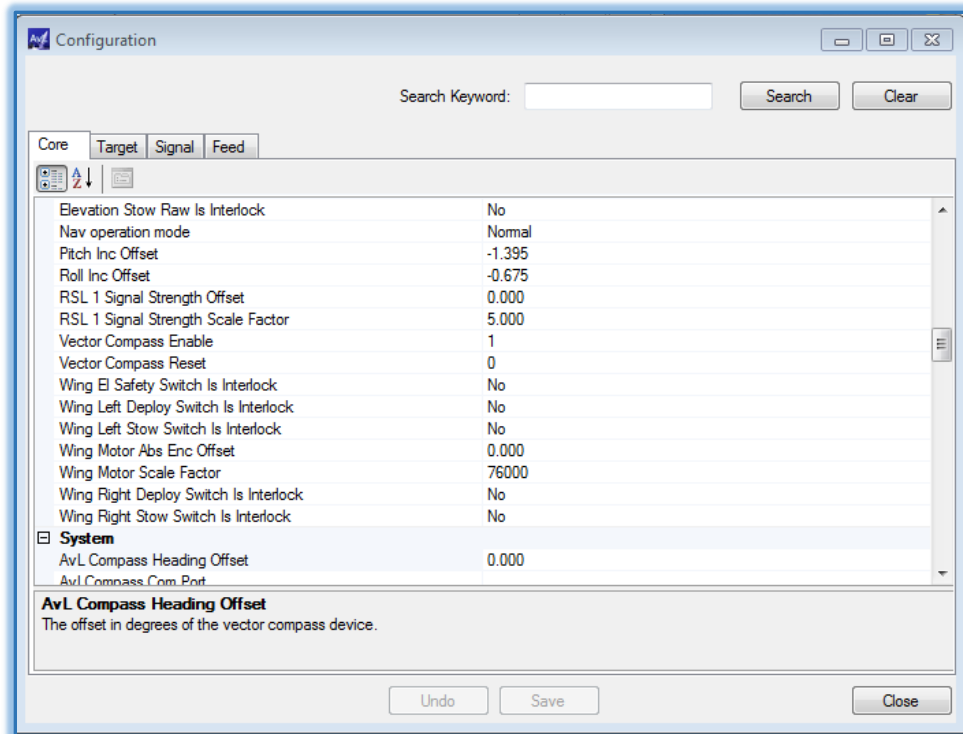 AvL Configuration
Search Keyword: Search Clear
Core Target Signal Feed
Elevation Stow Raw Is Interlock No
Nav operation mode Normal
Pitch Inc Offset -1.395
Roll Inc Offset -0.675
RSL 1 Signal Strength Offset 0.000
RSL 1 Signal Strength Scale Factor 5.000
Vector Compass Enable 1
Vector Compass Reset 0
Wing El Safety Switch Is Interlock No
Wing Left Deploy Switch Is Interlock No
Wing Left Stow Switch Is Interlock No
Wing Motor Abs Enc Offset 0.000
Wing Motor Scale Factor 76000
Wing Right Deploy Switch Is Interlock No
Wing Right Stow Switch Is Interlock No
System
AvL Compass Heading Offset 0.000
AvL Compass Com Port
AvL Compass Heading Offset
The offset in degrees of the vector compass device.
Undo Save Close